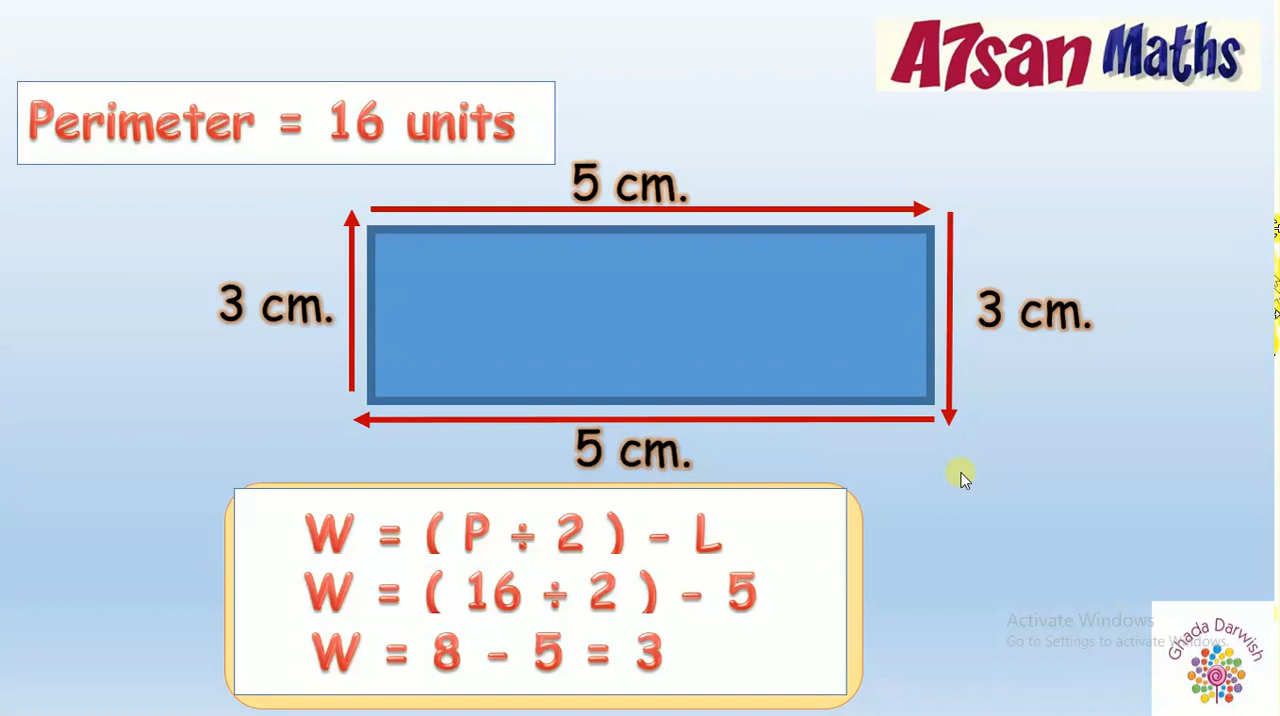 A7san Maths
Perimeter = 16 units
5 cm.
3 cm.
3 cm.
5 cm.
W = ( P ÷ 2 ) - L
W = ( 16 ÷ 2 ) - 5
W = 8 - 5 = 3
Activate Windows
Go to Settings to activate Windows.
Ghada Darwish